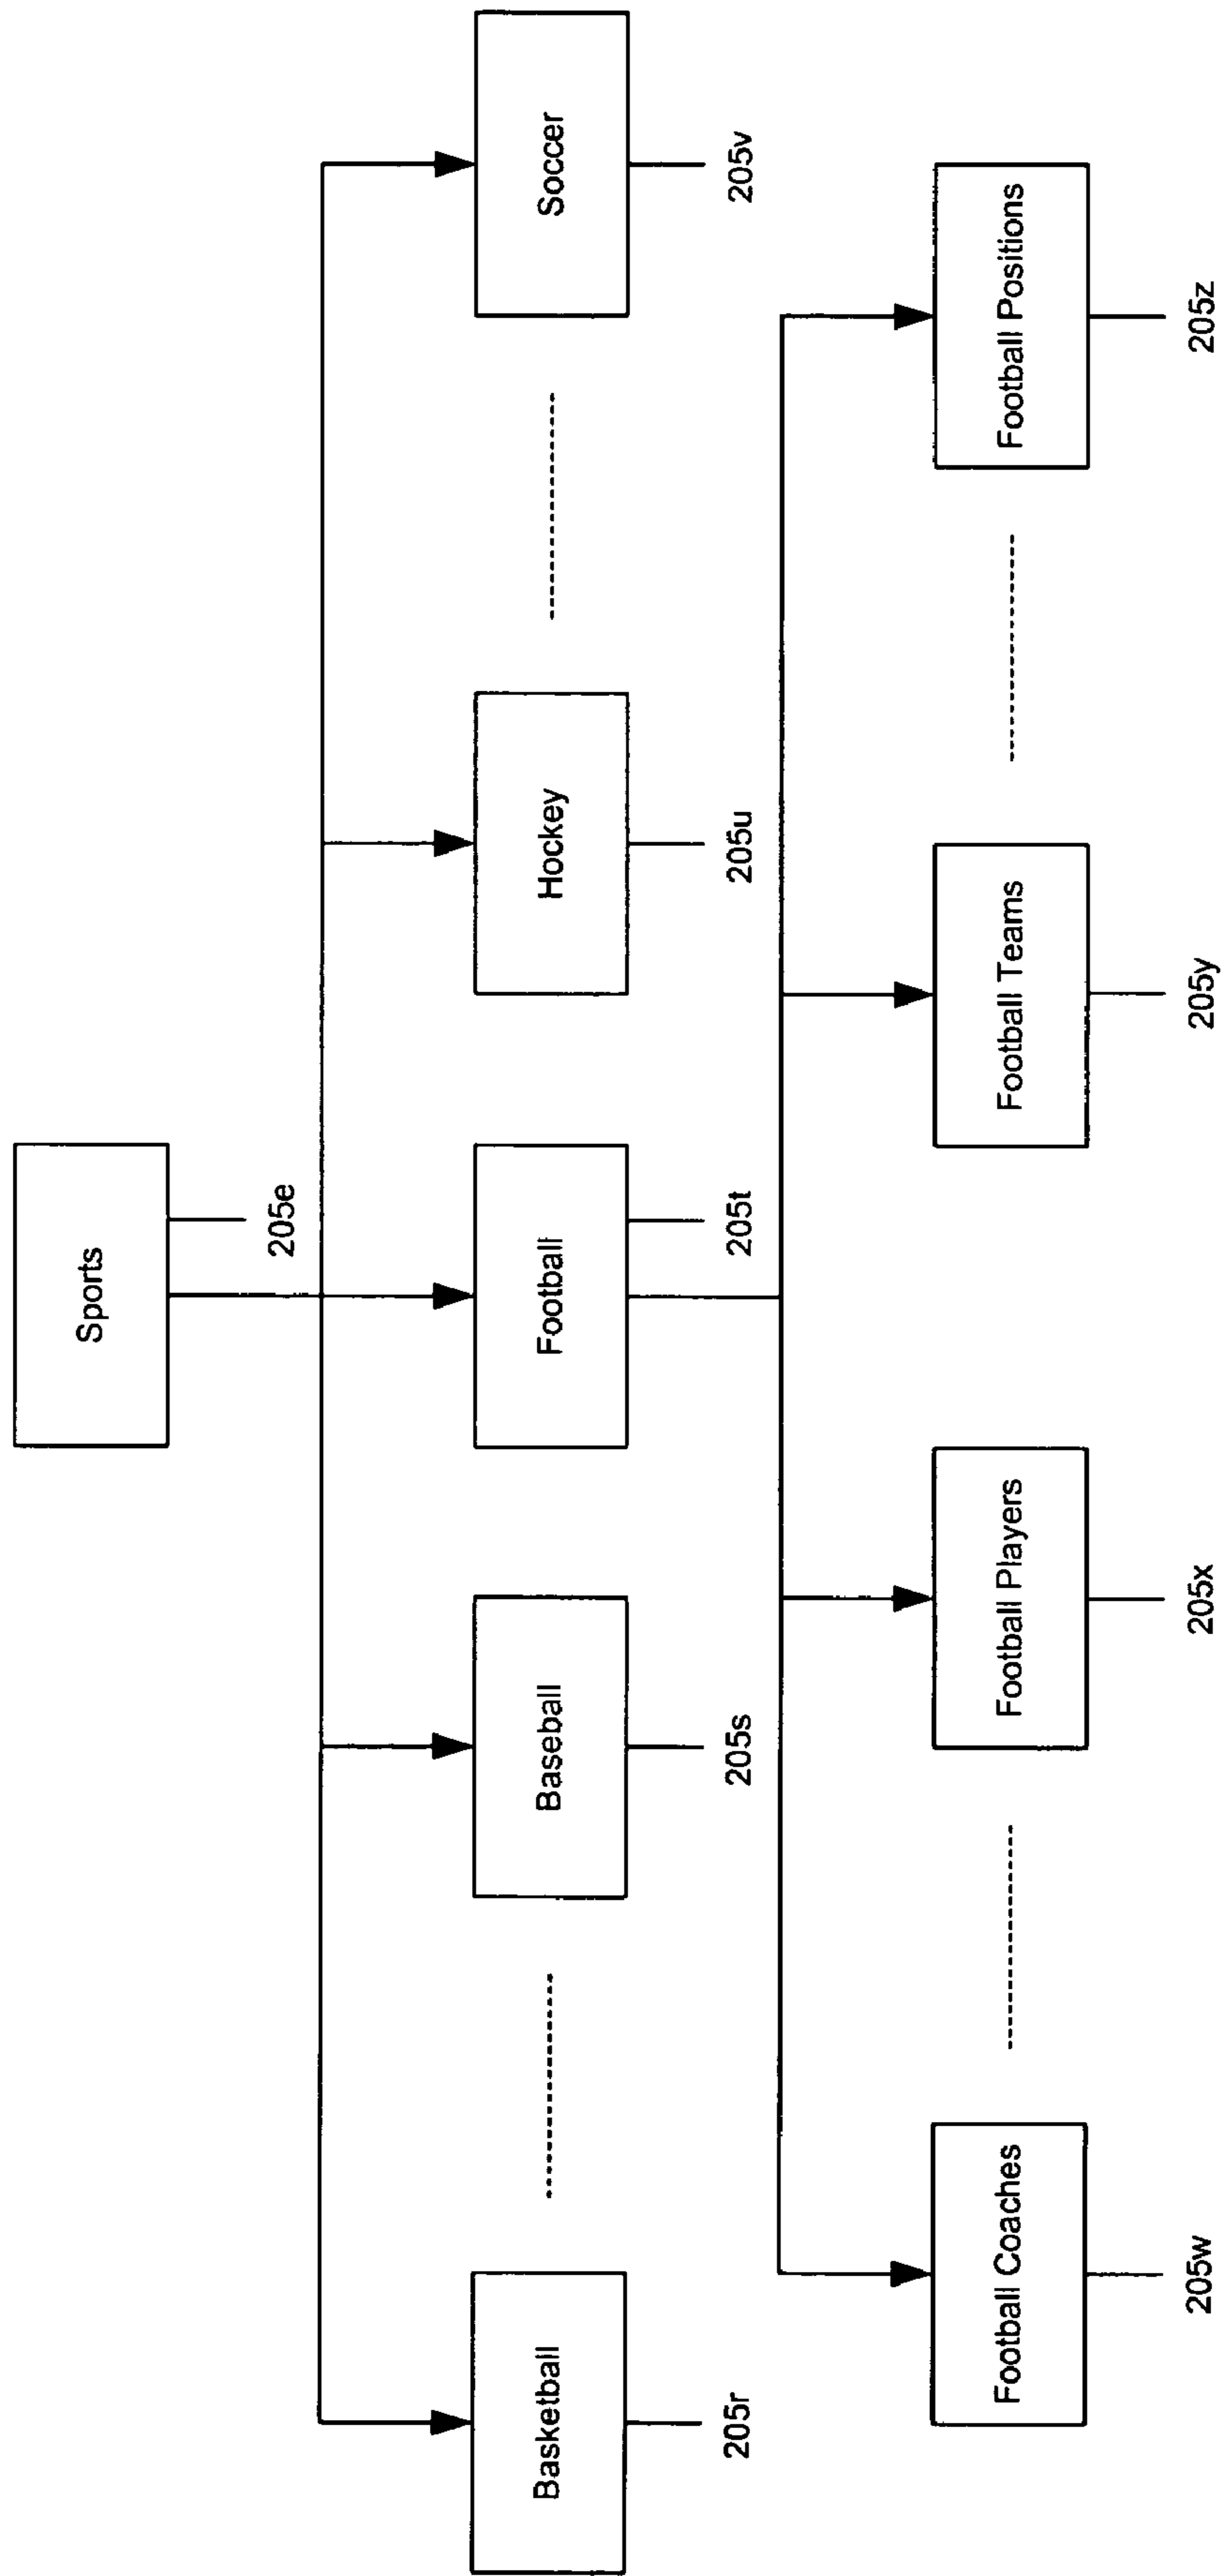 Sports
205e
Basketball
Baseball
Football
Hockey
Soccer
205r
205s
205t
205u
205v
Football Coaches
Football Players
Football Teams
Football Positions
205w
205x
205y
205z